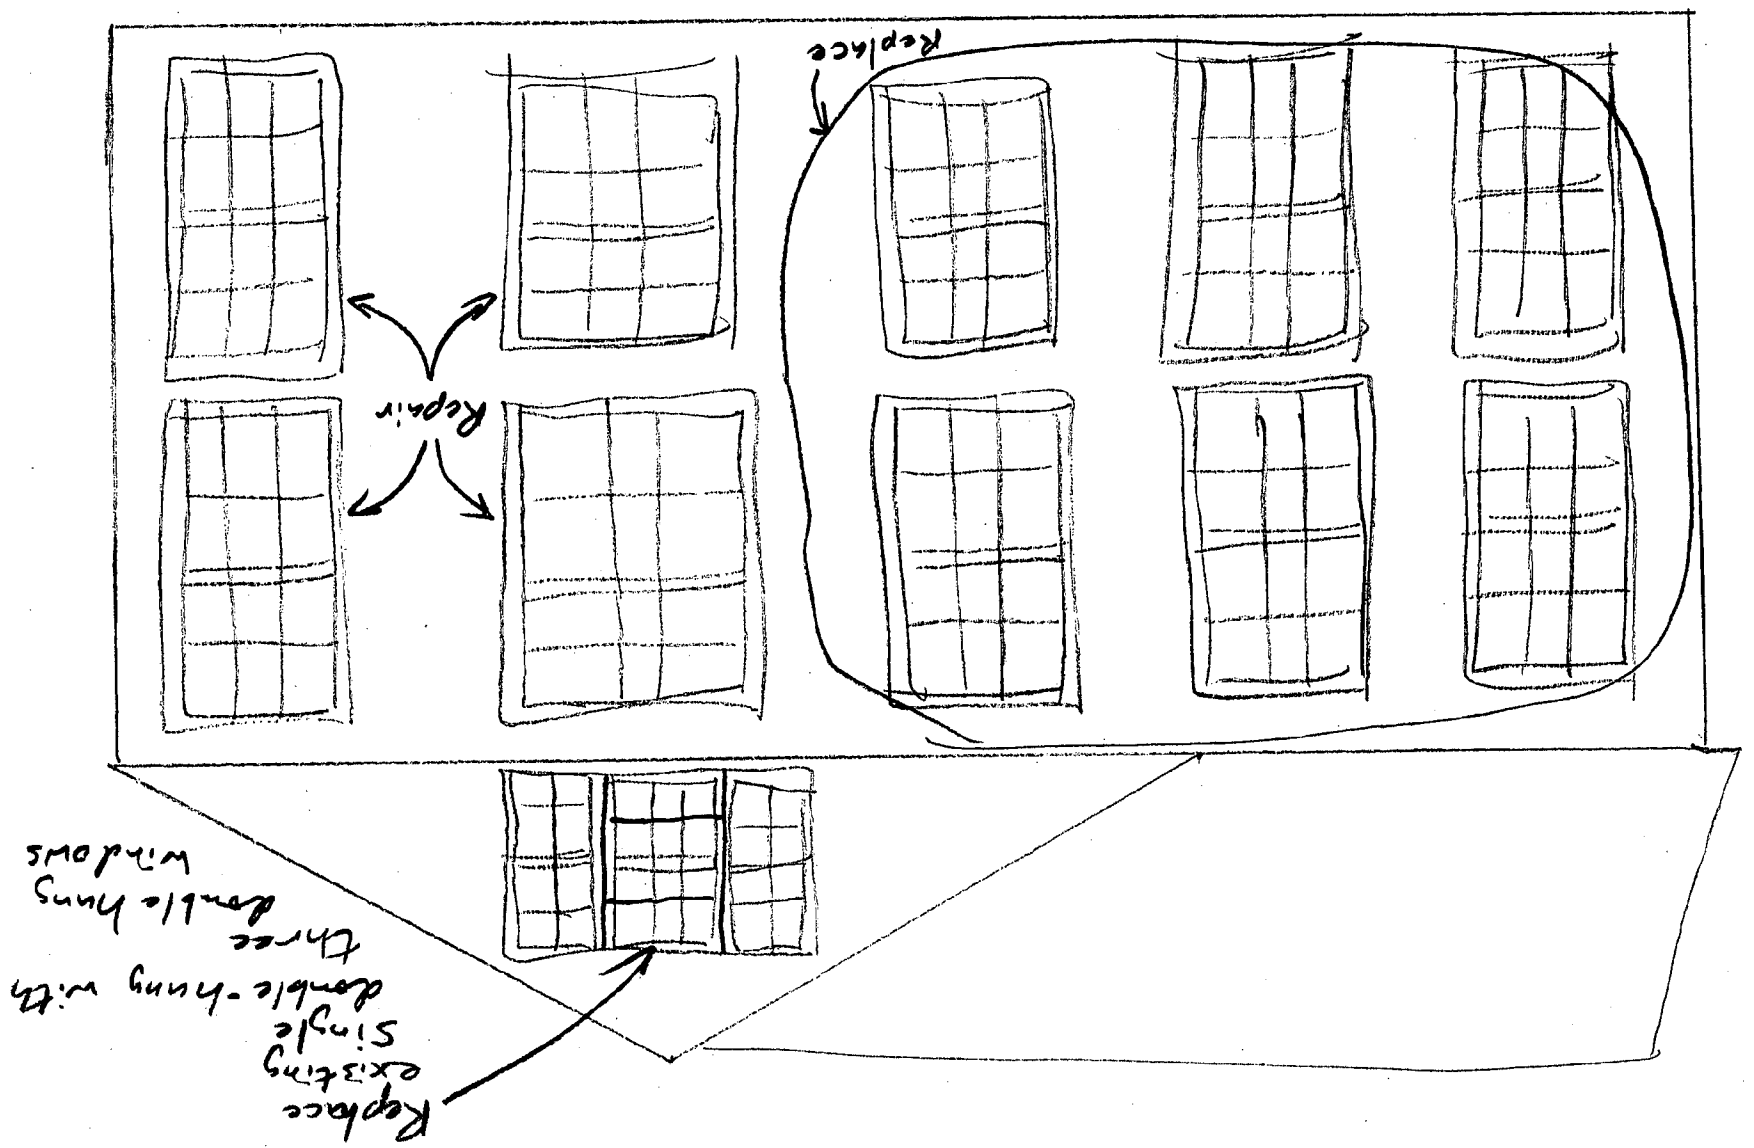 Replace
existing
single
double-hung with
three
double hung
windows
Repair
Replace